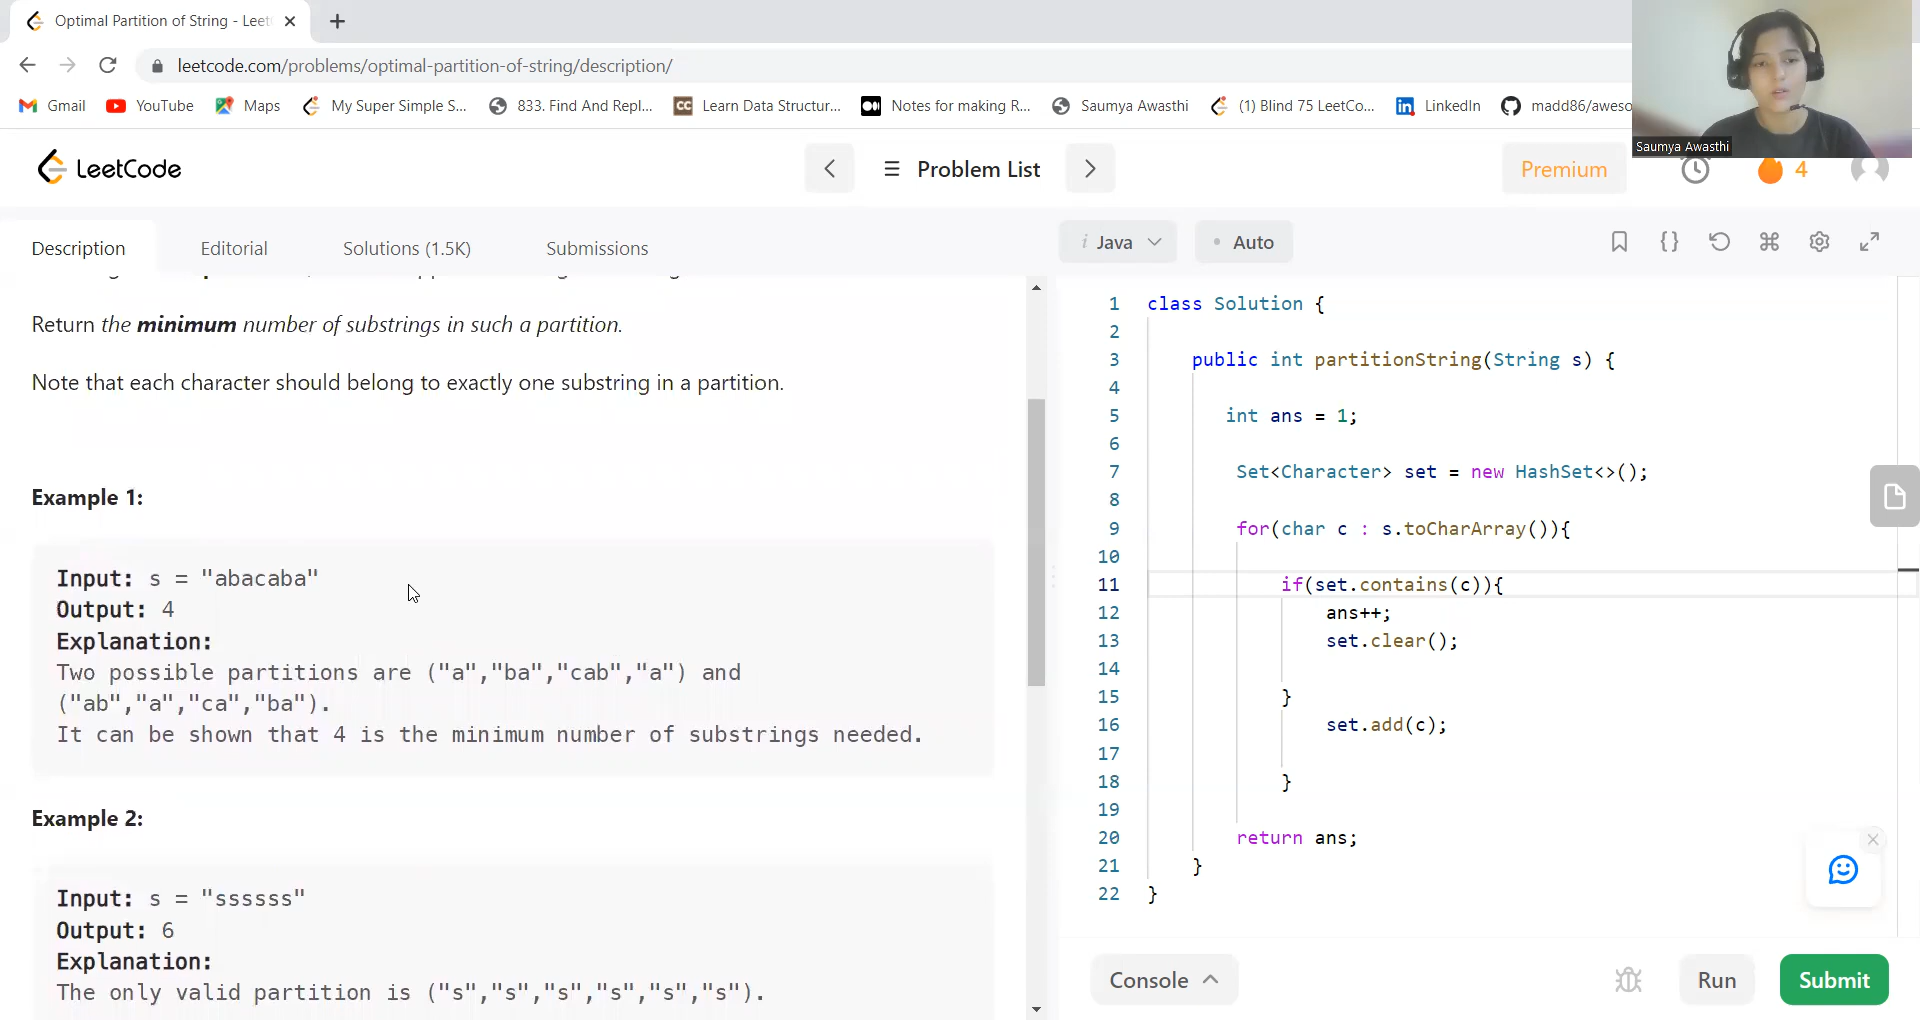 Optimal Partition of String - Leet
leetcode.com/problems/optimal-partition-of-string/description/
Gmail
YouTube
Maps
My Super Simple S...
833. Find And Repl...
CC
Learn Data Structur...
Notes for making R...
Saumya Awasthi
(1) Blind 75 LeetCo...
LinkedIn
madd86/aweso
Saumya Awasthi
LeetCode
Problem List
Premium
4
Description
Editorial
Solutions (1.5K)
Submissions
i Java
Auto
Return the minimum number of substrings in such a partition.
Note that each character should belong to exactly one substring in a partition.
Example 1:
Input: s = "abacaba"
Output: 4
Explanation:
Two possible partitions are ("a","ba","cab","a") and
("ab","a","ca","ba").
It can be shown that 4 is the minimum number of substrings needed.
Example 2:
Input: s = "ssssss"
Output: 6
Explanation:
The only valid partition is ("s","s","s","s","s","s").
1 class Solution {
2
3 public int partitionString(String s) {
4
5 int ans = 1;
6
7 Set<Character> set = new HashSet<>();
8
9 for(char c : s.toCharArray()){
10
11 if(set.contains(c)){
12 ans++;
13 set.clear();
14
15 }
16 set.add(c);
17
18 }
19
20 return ans;
21 }
22 }
Console
Run
Submit